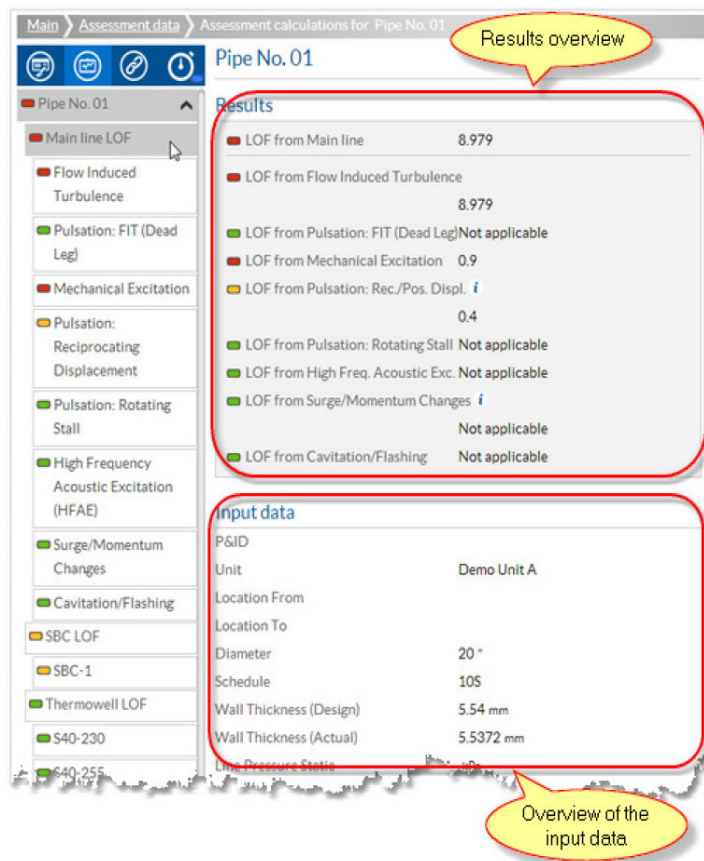 Main > Assessment data > Assessment calculations for Pipe No. 01
Results overview
Pipe No. 01
Pipe No. 01
Main line LOF
Flow Induced
Turbulence
Pulsation: FIT (Dead
Leg)
Mechanical Excitation
Pulsation:
Reciprocating
Displacement
Pulsation: Rotating
Stall
High Frequency
Acoustic Excitation
(HFAE)
Surge/Momentum
Changes
Cavitation/Flashing
SBC LOF
SBC-1
Thermowell LOF
S40-230
S40-255
Results
LOF from Main line 8.979
LOF from Flow Induced Turbulence
8.979
LOF from Pulsation: FIT (Dead Leg) Not applicable
LOF from Mechanical Excitation 0.9
LOF from Pulsation: Rec./Pos. Displ. i
0.4
LOF from Pulsation: Rotating Stall Not applicable
LOF from High Freq. Acoustic Exc. Not applicable
LOF from Surge/Momentum Changes i
Not applicable
LOF from Cavitation/Flashing Not applicable
Input data
P&ID
Unit Demo Unit A
Location From
Location To
Diameter 20 "
Schedule 10S
Wall Thickness (Design) 5.54 mm
Wall Thickness (Actual) 5.5372 mm
Line Pressure Static
Overview of the
input data